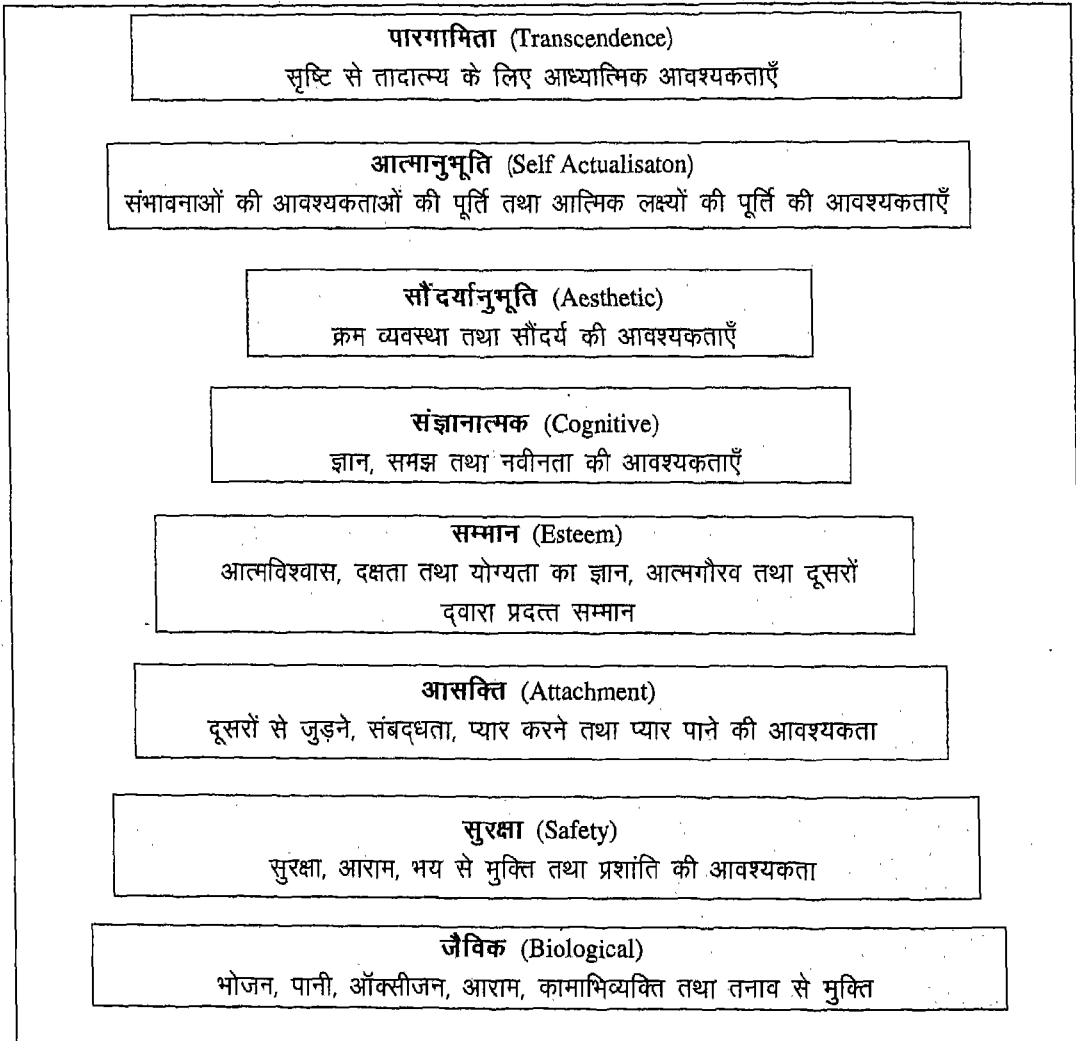 पारगामिता (Transcendence)
सृष्टि से तादात्म्य के लिए आध्यात्मिक आवश्यकताएँ
आत्मानुभूति (Self Actualisaton)
संभावनाओं की आवश्यकताओं की पूर्ति तथा आत्मिक लक्ष्यों की पूर्ति की आवश्यकताएँ
सौंदर्यानुभूति (Aesthetic)
क्रम व्यवस्था तथा सौंदर्य की आवश्यकताएँ
संज्ञानात्मक (Cognitive)
ज्ञान, समझ तथा नवीनता की आवश्यकताएँ
सम्मान (Esteem)
आत्मविश्वास, दक्षता तथा योग्यता का ज्ञान, आत्मगौरव तथा दूसरों
द्वारा प्रदत्त सम्मान
आसक्ति (Attachment)
दूसरों से जुड़ने, संबद्धता, प्यार करने तथा प्यार पाने की आवश्यकता
सुरक्षा (Safety)
सुरक्षा, आराम, भय से मुक्ति तथा प्रशांति की आवश्यकता
जैविक (Biological)
भोजन, पानी, ऑक्सीजन, आराम, कामाभिव्यक्ति तथा तनाव से मुक्ति